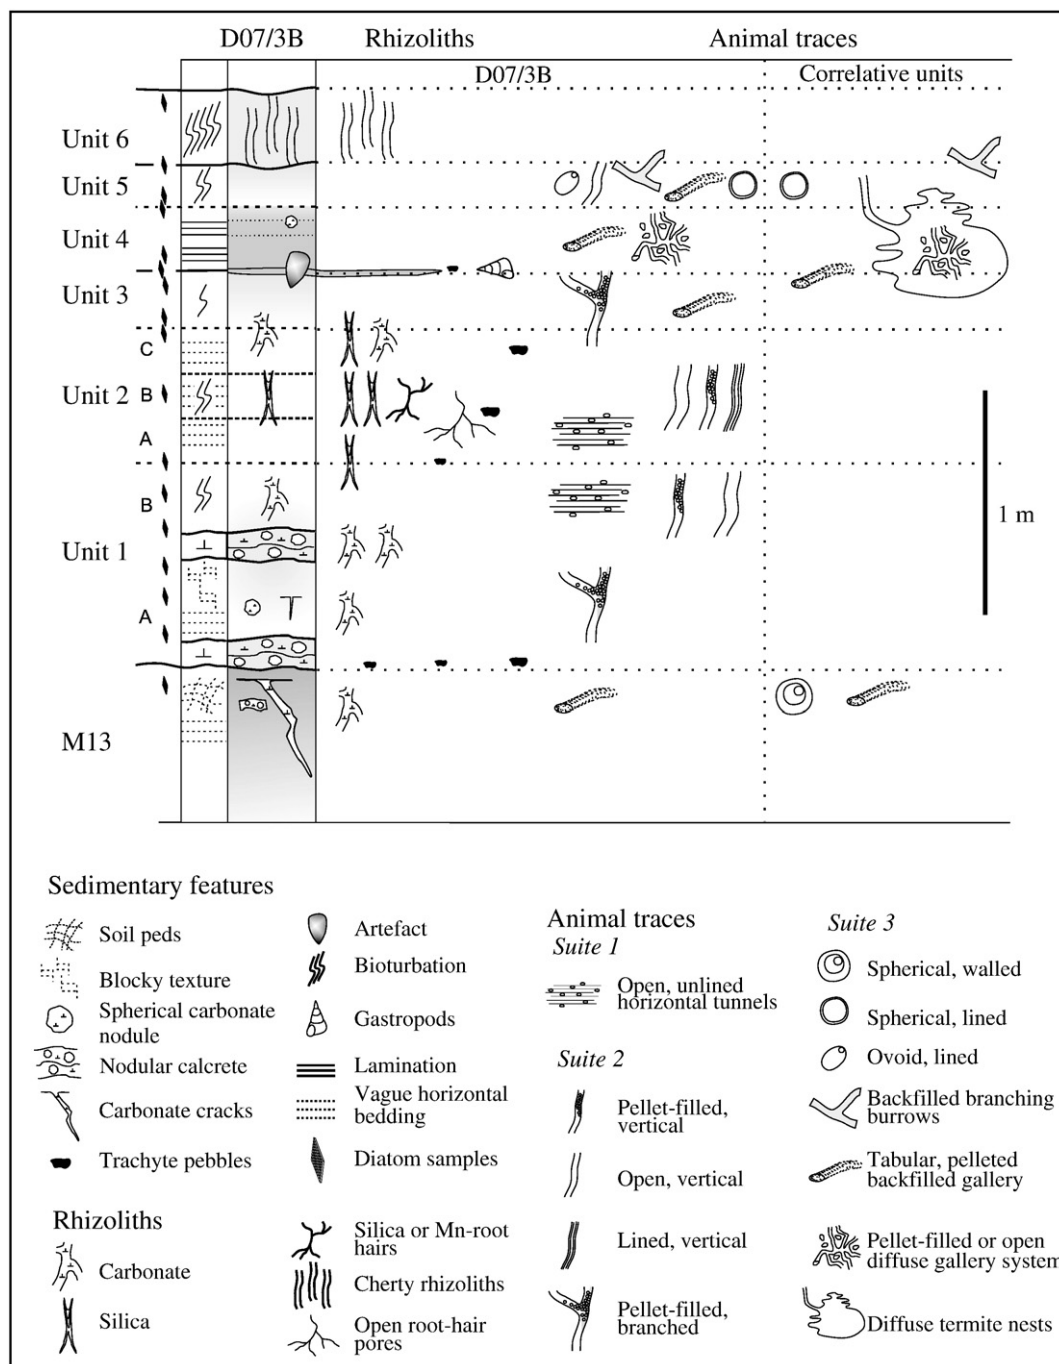 D07/3B Rhizoliths Animal traces
D07/3B Correlative units
Unit 6
Unit 5
Unit 4
Unit 3
C
Unit 2 B
A
B
Unit 1
A
M13
1 m
Sedimentary features
Soil peds
Blocky texture
Spherical carbonate
nodule
Nodular calcrete
Carbonate cracks
Trachyte pebbles
Rhizoliths
Carbonate
Silica
Artefact
Bioturbation
Gastropods
Lamination
Vague horizontal
bedding
Diatom samples
Silica or Mn-root
hairs
Cherty rhizoliths
Open root-hair
pores
Animal traces
Suite 1
Open, unlined
horizontal tunnels
Suite 2
Pellet-filled,
vertical
Open, vertical
Lined, vertical
Pellet-filled,
branched
Suite 3
Spherical, walled
Spherical, lined
Ovoid, lined
Backfilled branching
burrows
Tabular, pelleted
backfilled gallery
Pellet-filled or open
diffuse gallery system
Diffuse termite nests